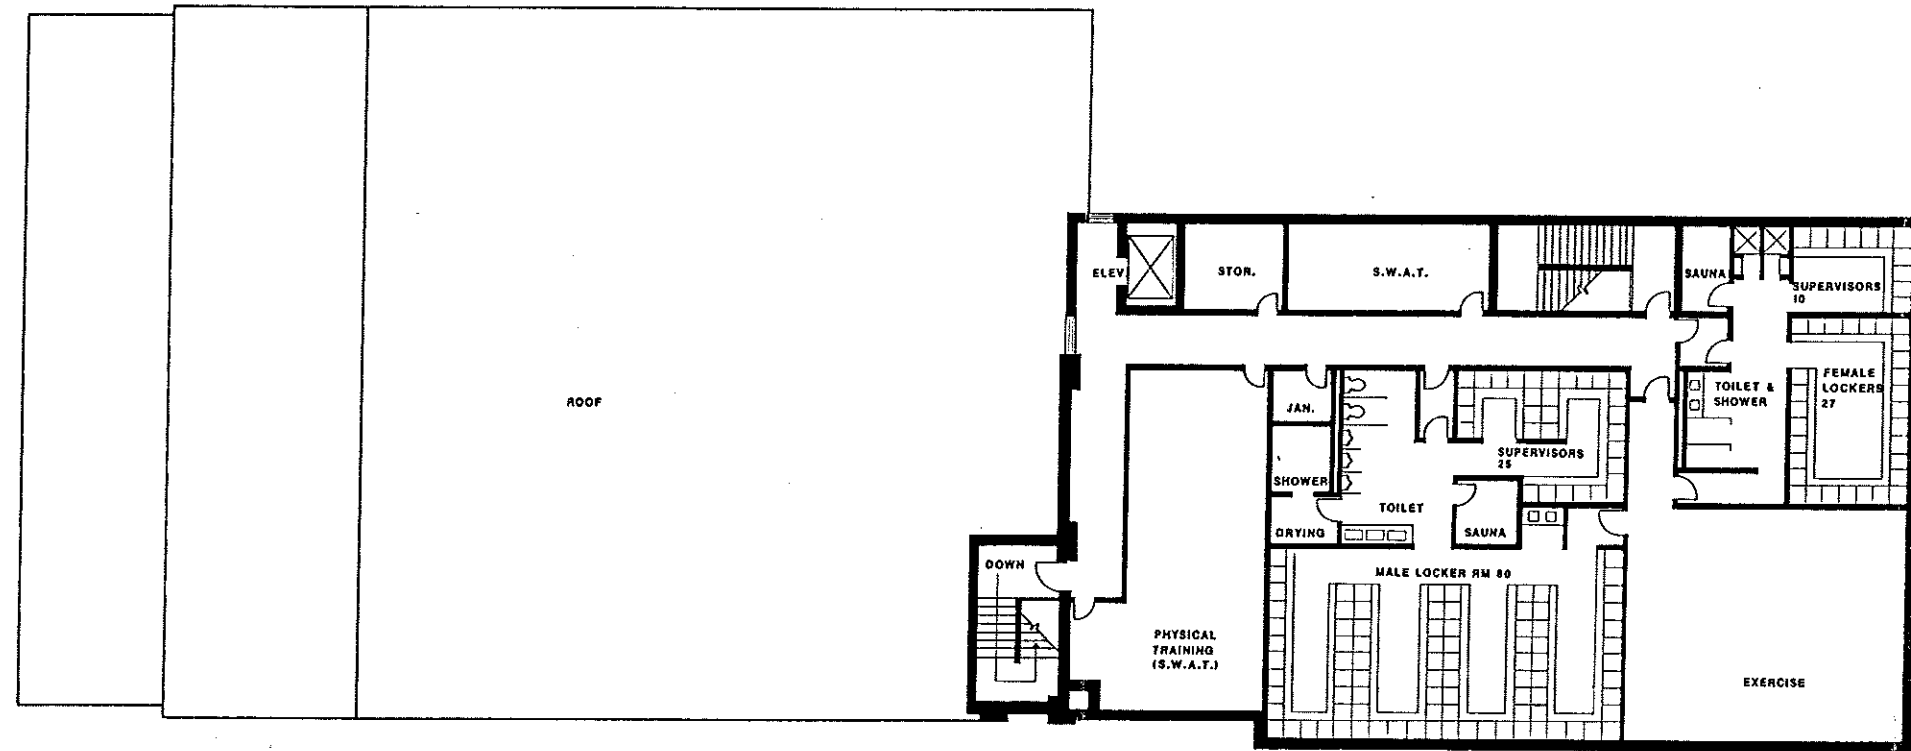 ROOF
ELEV
STOR.
S.W.A.T.
SAUNA
SUPERVISORS
10
JAN.
SHOWER
DRYING
TOILET
SUPERVISORS
25
SAUNA
TOILET &
SHOWER
FEMALE
LOCKERS
27
DOWN
MALE LOCKER RM 80
PHYSICAL
TRAINING
(S.W.A.T.)
EXERCISE